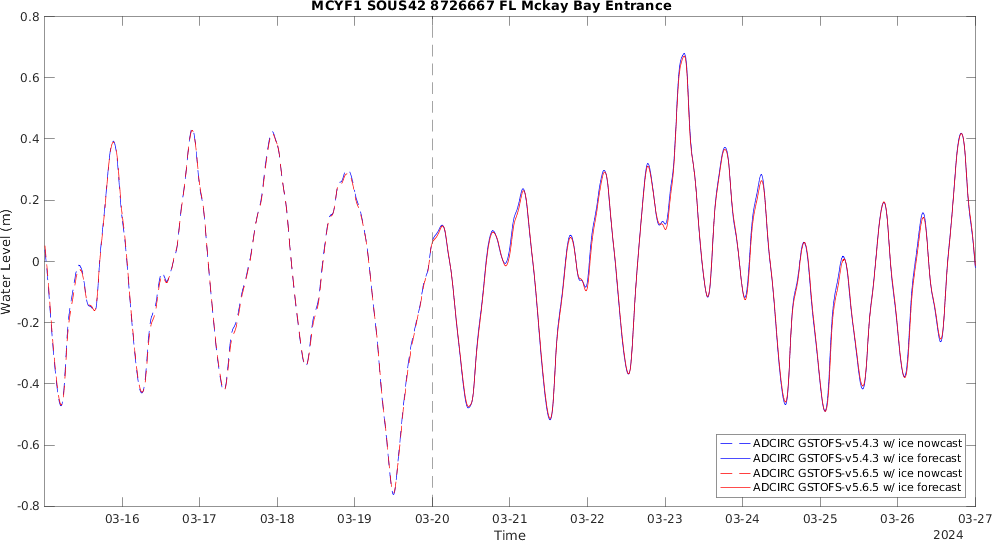 MCYF1 SOUS42 8726667 FL Mckay Bay Entrance
0.8
0.6
0.4
0.2
0
-0.2
-0.4
-0.6
-0.8
Water Level (m)
ADCIRC GSTOFS-v5.4.3 w/ ice nowcast
ADCIRC GSTOFS-v5.4.3 w/ ice forecast
ADCIRC GSTOFS-v5.6.5 w/ ice nowcast
ADCIRC GSTOFS-v5.6.5 w/ ice forecast
03-16 03-17 03-18 03-19 03-20 03-21 03-22 03-23 03-24 03-25 03-26 03-27
Time
2024